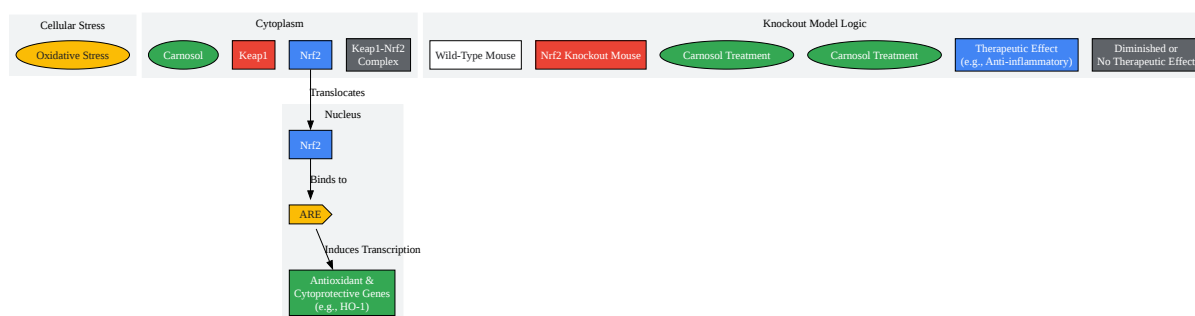 Cellular Stress
Oxidative Stress
Cytoplasm
Carnosol
Keap1
Nrf2
Keap1-Nrf2
Complex
Knockout Model Logic
Wild-Type Mouse
Nrf2 Knockout Mouse
Carnosol Treatment
Carnosol Treatment
Therapeutic Effect
(e.g., Anti-inflammatory)
Diminished or
No Therapeutic Effect
Translocates
Nucleus
Nrf2
Binds to
ARE
Induces Transcription
Antioxidant &
Cytoprotective Genes
(e.g., HO-1)